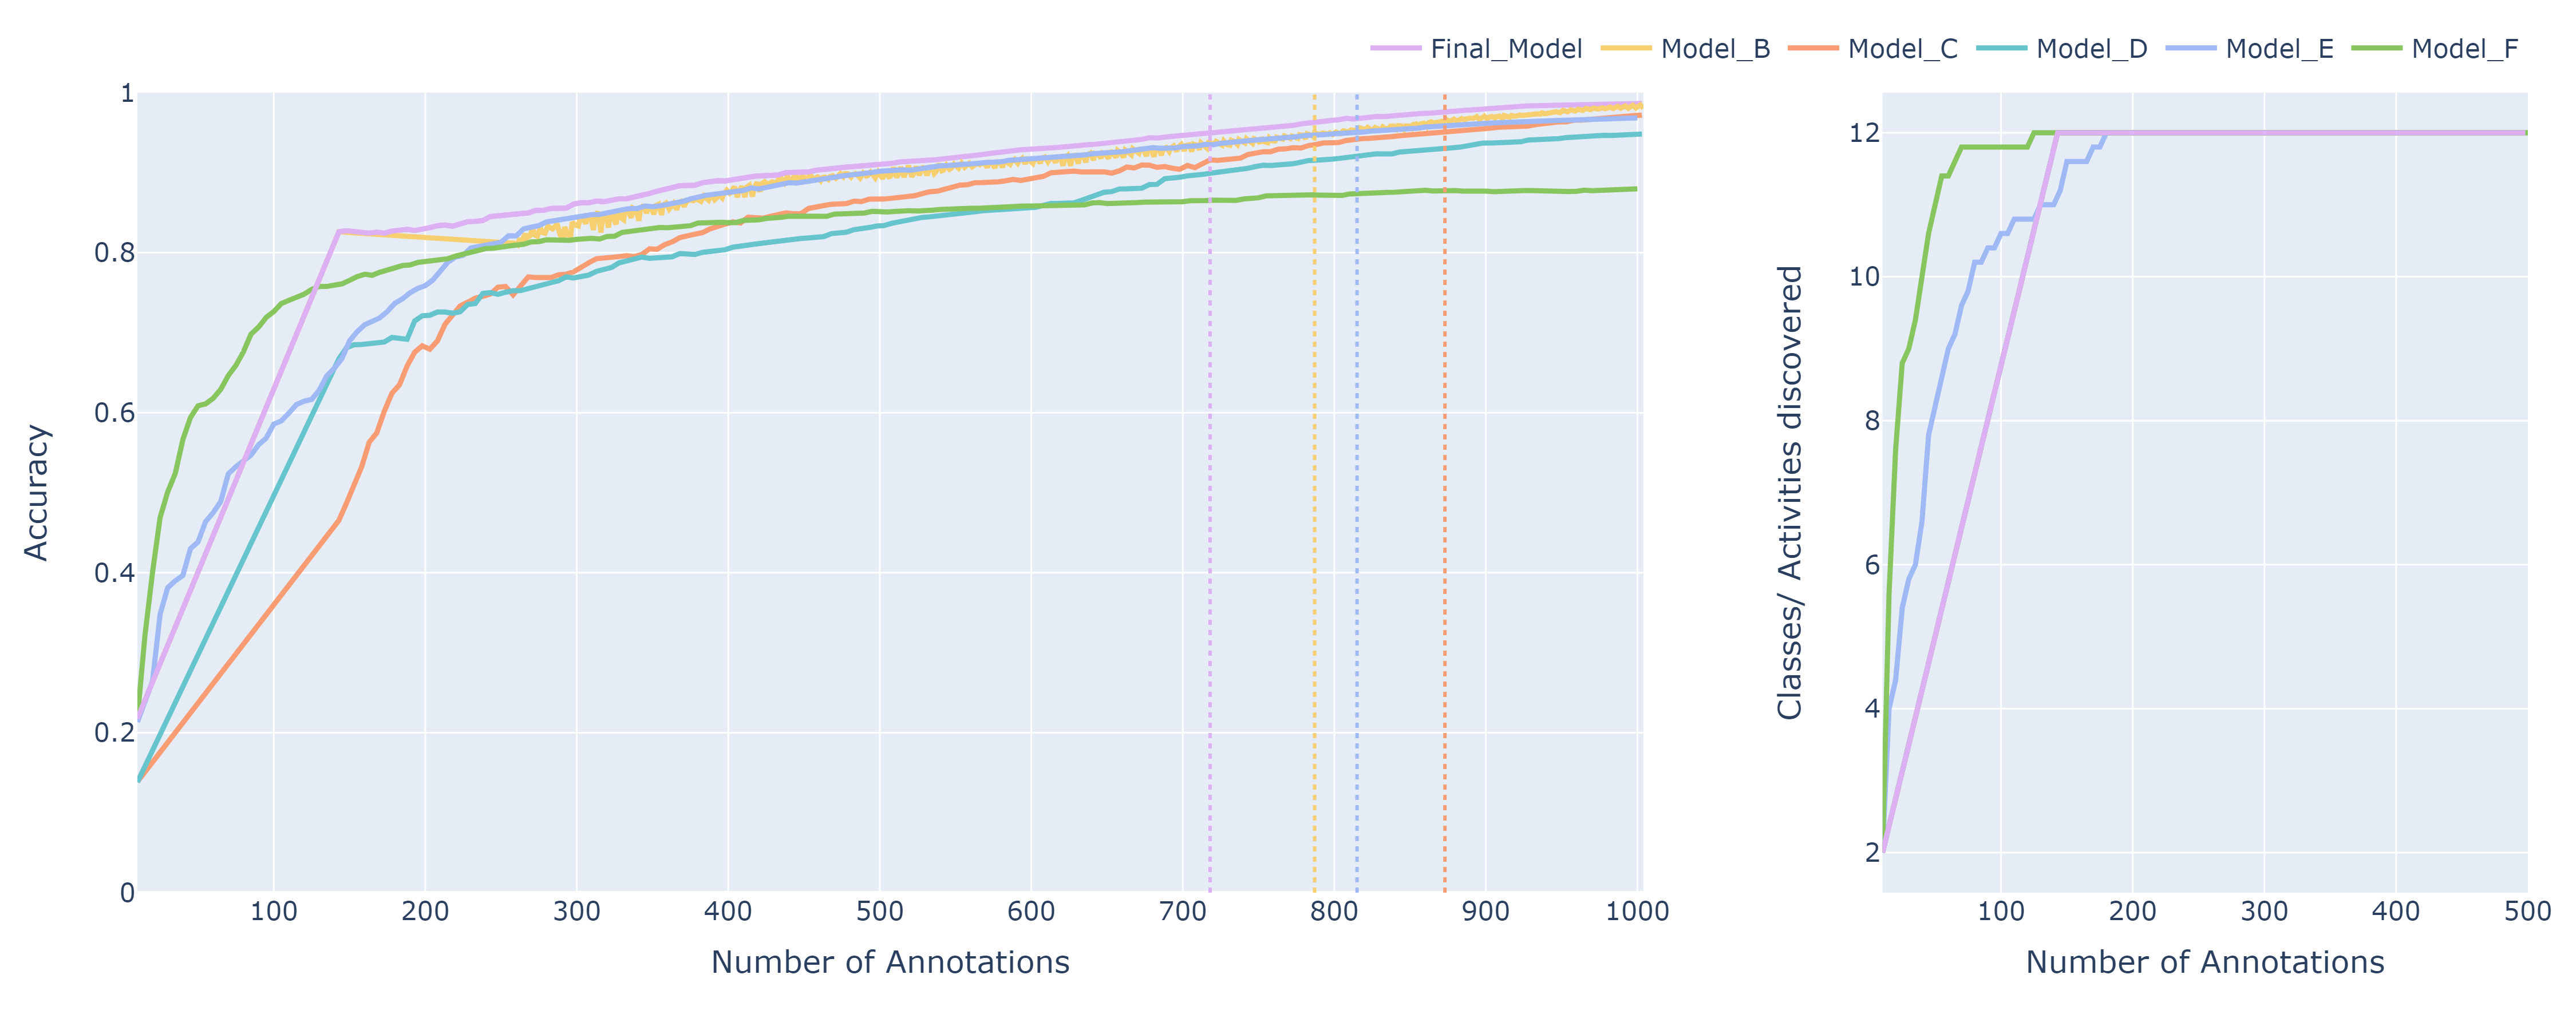 Final_Model Model_B Model_C Model_D Model_E Model_F
1
0.8
0.6
0.4
0.2
0
Accuracy
100 200 300 400 500 600 700 800 900 1000
Number of Annotations
12
10
8
6
4
2
Classes/ Activities discovered
100 200 300 400 500
Number of Annotations